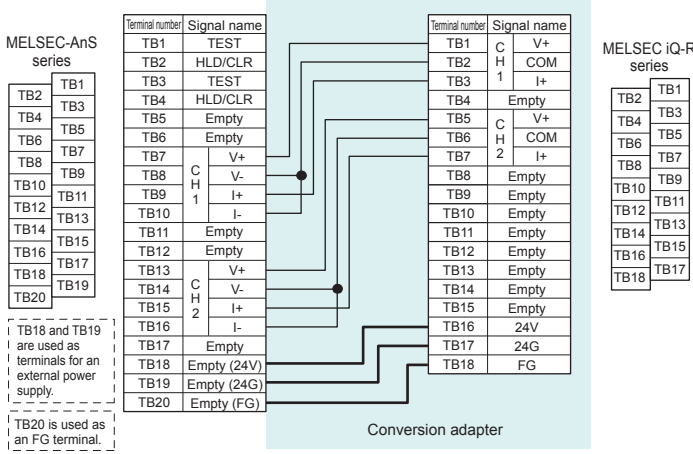 MELSEC-AnS
series
TB2
TB4
TB6
TB8
TB10
TB12
TB14
TB16
TB18
TB20
TB1
TB3
TB5
TB7
TB9
TB11
TB13
TB15
TB17
TB19
TB18 and TB19
are used as
terminals for an
external power
supply.
TB20 is used as
an FG terminal.
Terminal number Signal name
TB1 TEST
TB2 HLD/CLR
TB3 TEST
TB4 HLD/CLR
TB5 Empty
TB6 Empty
CH1
TB7 V+
TB8 V-
TB9 I+
TB10 I-
TB11 Empty
TB12 Empty
CH2
TB13 V+
TB14 V-
TB15 I+
TB16 I-
TB17 Empty
TB18 Empty (24V)
TB19 Empty (24G)
TB20 Empty (FG)
Terminal number Signal name
CH1
TB1 V+
TB2 COM
TB3 I+
TB4 Empty
CH2
TB5 V+
TB6 COM
TB7 I+
TB8 Empty
TB9 Empty
TB10 Empty
TB11 Empty
TB12 Empty
TB13 Empty
TB14 Empty
TB15 Empty
TB16 24V
TB17 24G
TB18 FG
Conversion adapter
MELSEC iQ-R
series
TB2
TB4
TB6
TB8
TB10
TB12
TB14
TB16
TB18
TB1
TB3
TB5
TB7
TB9
TB11
TB13
TB15
TB17